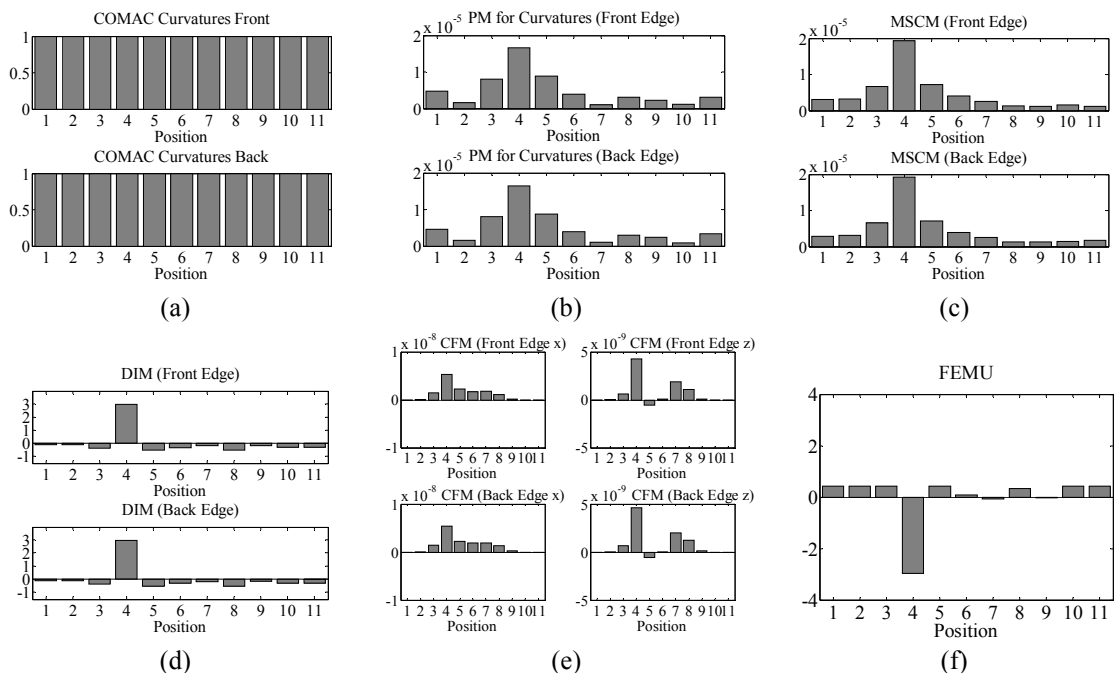 COMAC Curvatures Front
1
0.5
0
1 2 3 4 5 6 7 8 9 10 11
Position
COMAC Curvatures Back
1
0.5
0
1 2 3 4 5 6 7 8 9 10 11
Position
(a)
x 10-5 PM for Curvatures (Front Edge)
2
1
0
1 2 3 4 5 6 7 8 9 10 11
Position
x 10-5 PM for Curvatures (Back Edge)
2
1
0
1 2 3 4 5 6 7 8 9 10 11
Position
(b)
x 10-5 MSCM (Front Edge)
2
1
0
1 2 3 4 5 6 7 8 9 10 11
Position
x 10-5 MSCM (Back Edge)
2
1
0
1 2 3 4 5 6 7 8 9 10 11
Position
(c)
DIM (Front Edge)
3
2
1
0
-1
1 2 3 4 5 6 7 8 9 10 11
Position
DIM (Back Edge)
3
2
1
0
-1
1 2 3 4 5 6 7 8 9 10 11
Position
(d)
x 10-8 CFM (Front Edge x)
1
0
-1
1 2 3 4 5 6 7 8 9 10 11
Position
x 10-9 CFM (Front Edge z)
5
0
-5
1 2 3 4 5 6 7 8 9 10 11
Position
x 10-8 CFM (Back Edge x)
1
0
-1
1 2 3 4 5 6 7 8 9 10 11
Position
x 10-9 CFM (Back Edge z)
5
0
-5
1 2 3 4 5 6 7 8 9 10 11
Position
(e)
FEMU
4
2
0
-2
-4
1 2 3 4 5 6 7 8 9 10 11
Position
(f)